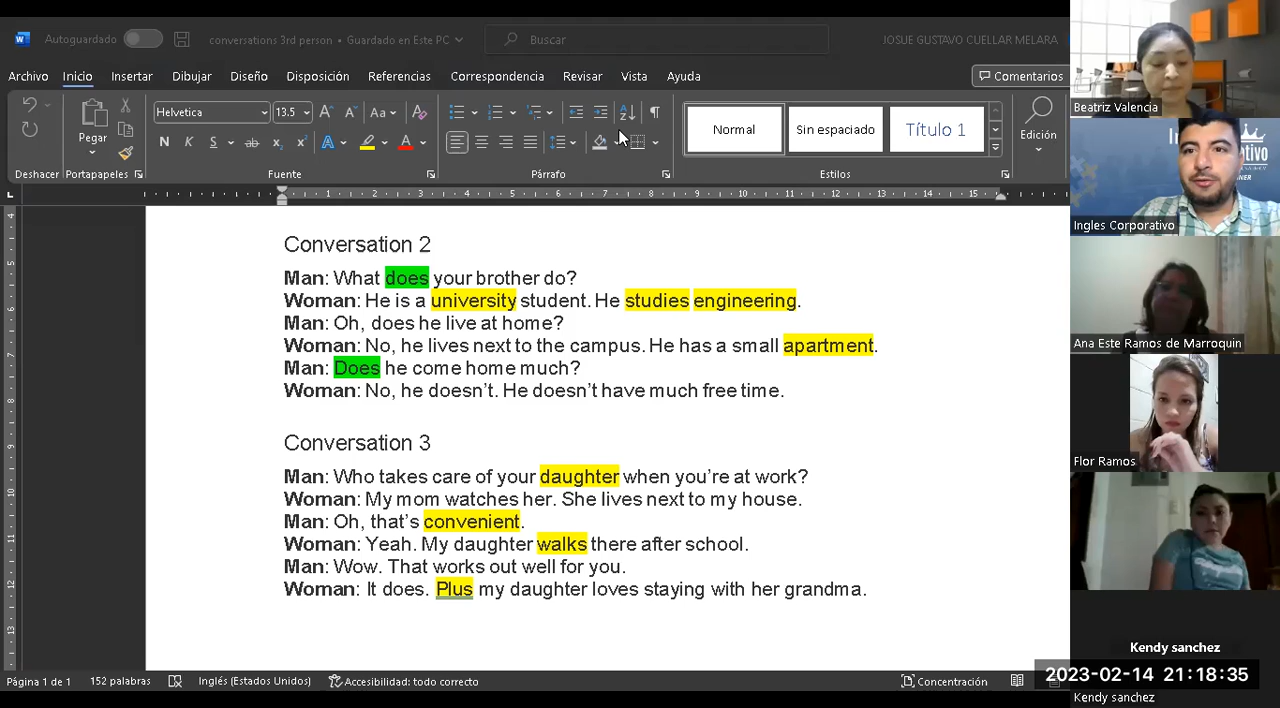 Autoguardado
conversations 3rd person • Guardado en Este PC
Buscar
JOSUE GUSTAVO CUELLAR MELARA
Archivo Inicio Insertar Dibujar Diseño Disposición Referencias Correspondencia Revisar Vista Ayuda Comentarios
Pegar
Helvetica 13.5
Normal
Sin espaciado
Título 1
Edición
Deshacer Portapapeles Fuente Párrafo Estilos
Conversation 2
Man: What does your brother do?
Woman: He is a university student. He studies engineering.
Man: Oh, does he live at home?
Woman: No, he lives next to the campus. He has a small apartment.
Man: Does he come home much?
Woman: No, he doesn’t. He doesn’t have much free time.
Conversation 3
Man: Who takes care of your daughter when you’re at work?
Woman: My mom watches her. She lives next to my house.
Man: Oh, that’s convenient.
Woman: Yeah. My daughter walks there after school.
Man: Wow. That works out well for you.
Woman: It does. Plus my daughter loves staying with her grandma.
Página 1 de 1 152 palabras Inglés (Estados Unidos) Accesibilidad: todo correcto Concentración
Beatriz Valencia
Ingles Corporativo
Ana Este Ramos de Marroquin
Flor Ramos
Kendy sanchez
2023-02-14 21:18:35
Kendy sanchez